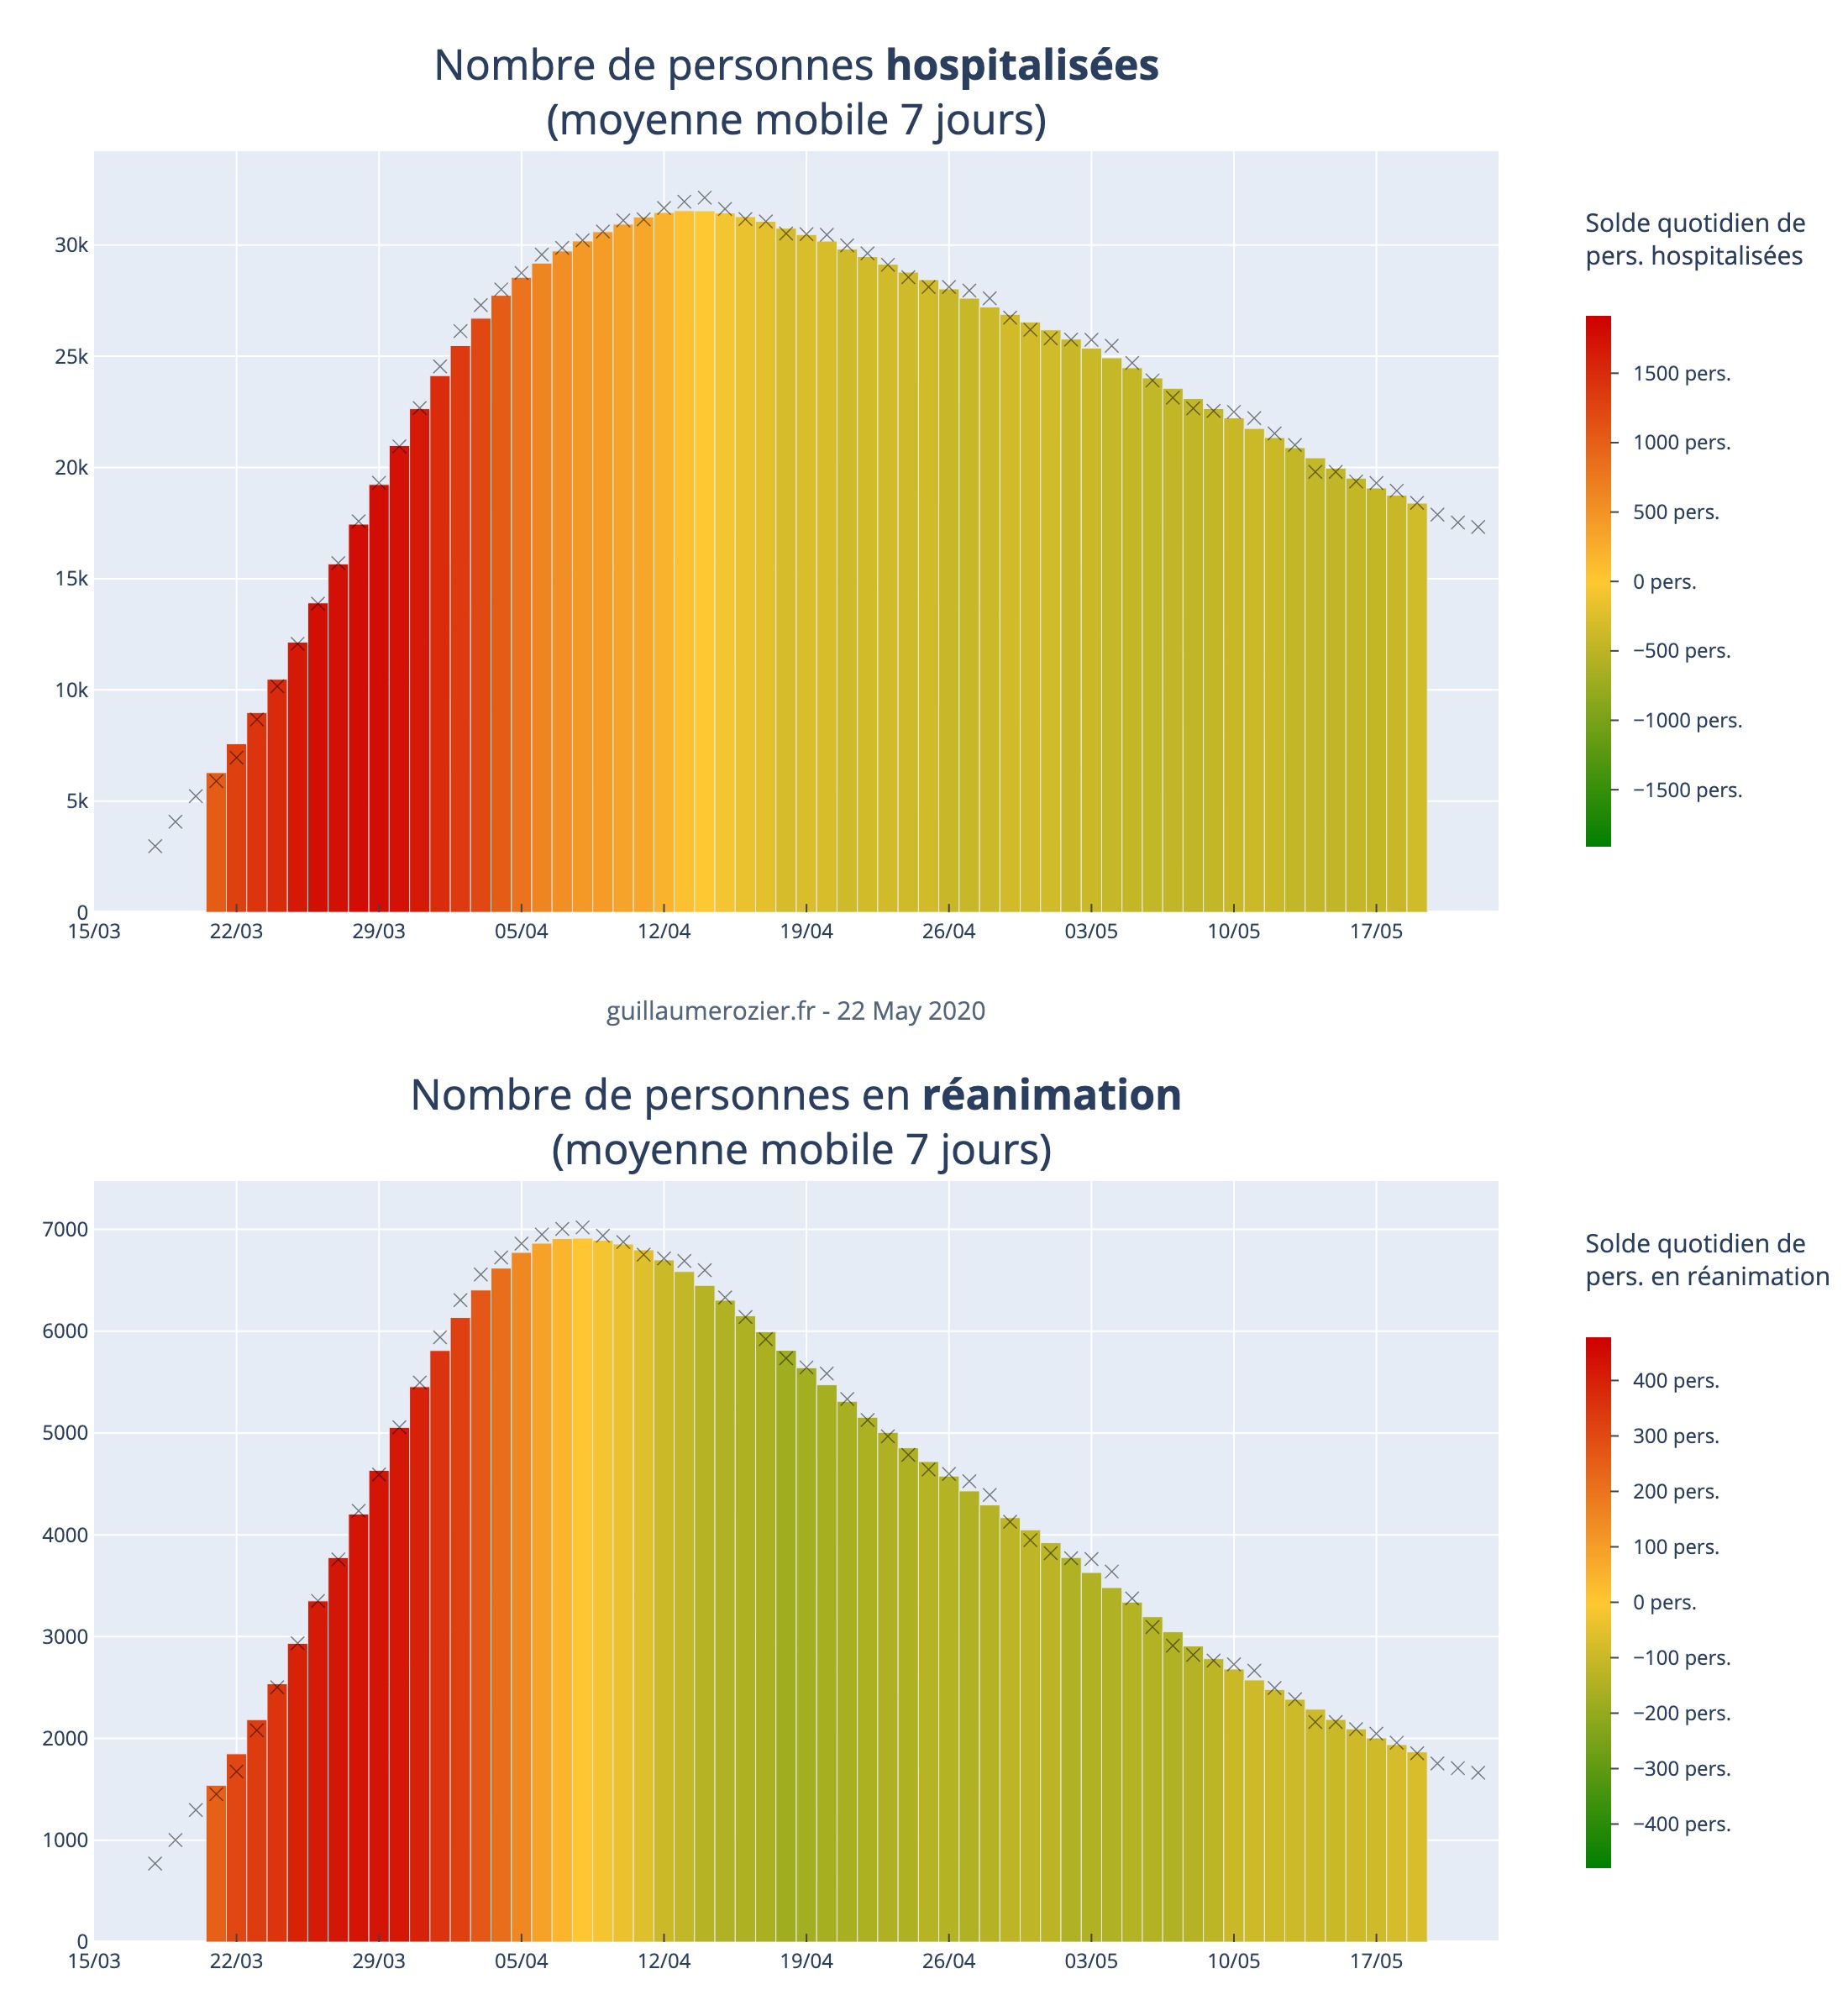 Nombre de personnes hospitalisées
(moyenne mobile 7 jours)
Solde quotidien de
pers. hospitalisées
30k
25k
20k
15k
10k
5k
0
15/03 22/03 29/03 05/04 12/04 19/04 26/04 03/05 10/05 17/05
1500 pers.
1000 pers.
500 pers.
0 pers.
−500 pers.
−1000 pers.
−1500 pers.
guillaumerozier.fr - 22 May 2020
Nombre de personnes en réanimation
(moyenne mobile 7 jours)
Solde quotidien de
pers. en réanimation
7000
6000
5000
4000
3000
2000
1000
0
15/03 22/03 29/03 05/04 12/04 19/04 26/04 03/05 10/05 17/05
400 pers.
300 pers.
200 pers.
100 pers.
0 pers.
−100 pers.
−200 pers.
−300 pers.
−400 pers.